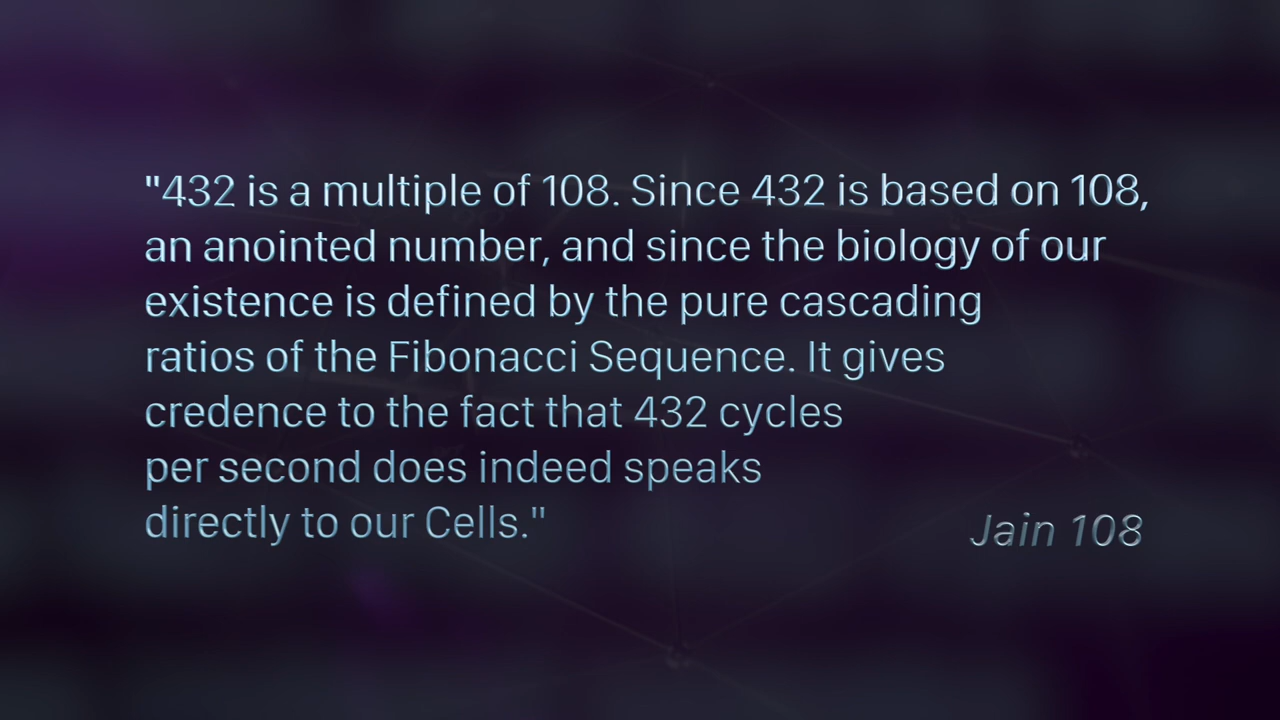 "432 is a multiple of 108. Since 432 is based on 108,
an anointed number, and since the biology of our
existence is defined by the pure cascading
ratios of the Fibonacci Sequence. It gives
credence to the fact that 432 cycles
per second does indeed speaks
directly to our Cells."
Jain 108